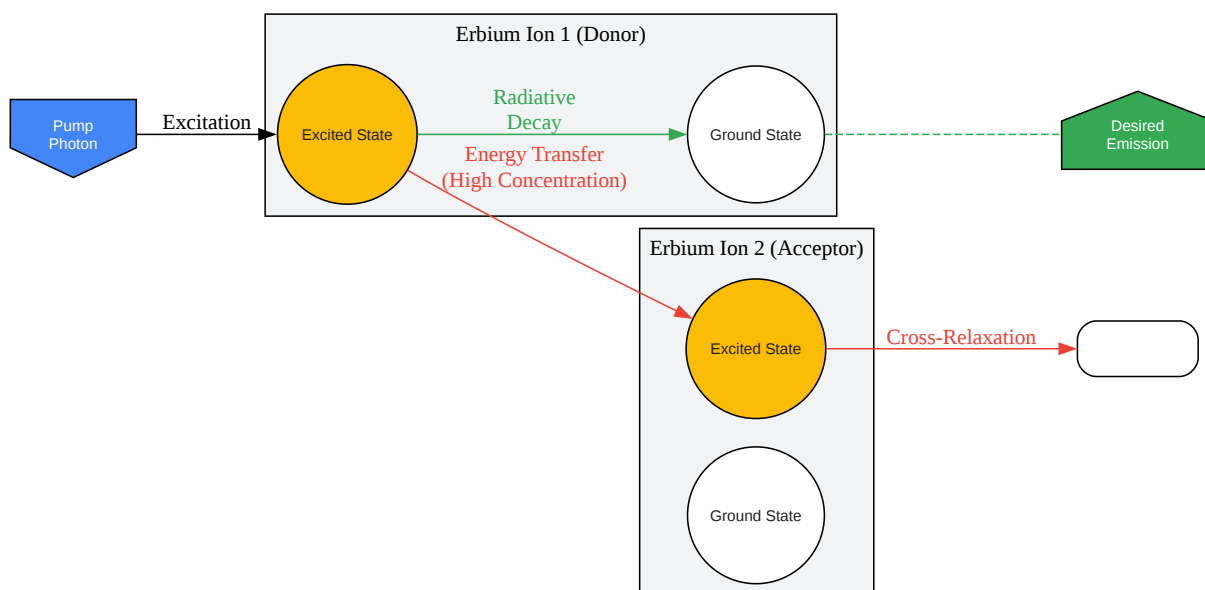 Erbium Ion 1 (Donor)
Pump
Photon
Excitation
Excited State
Radiative
Decay
Energy Transfer
(High Concentration)
Ground State
Desired
Emission
Erbium Ion 2 (Acceptor)
Excited State
Cross-Relaxation
Ground State